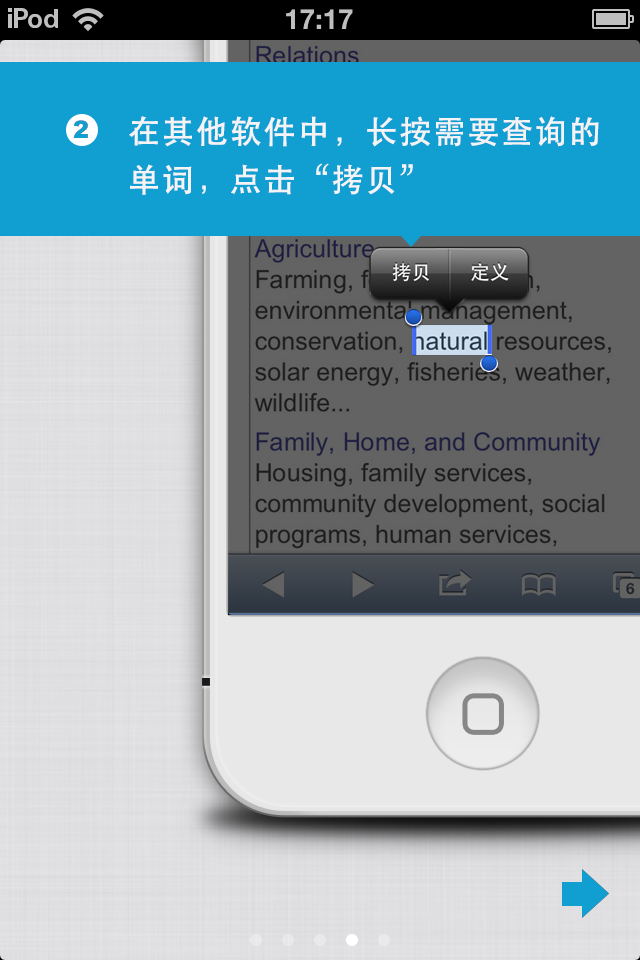 iPod 17:17
Relations
2 在其他软件中，长按需要查询的
单词，点击“拷贝”
Agriculture
拷贝 定义
Farming,
environmental management,
conservation, natural resources,
solar energy, fisheries, weather,
wildlife...
Family, Home, and Community
Housing, family services,
community development, social
programs, human services,
6